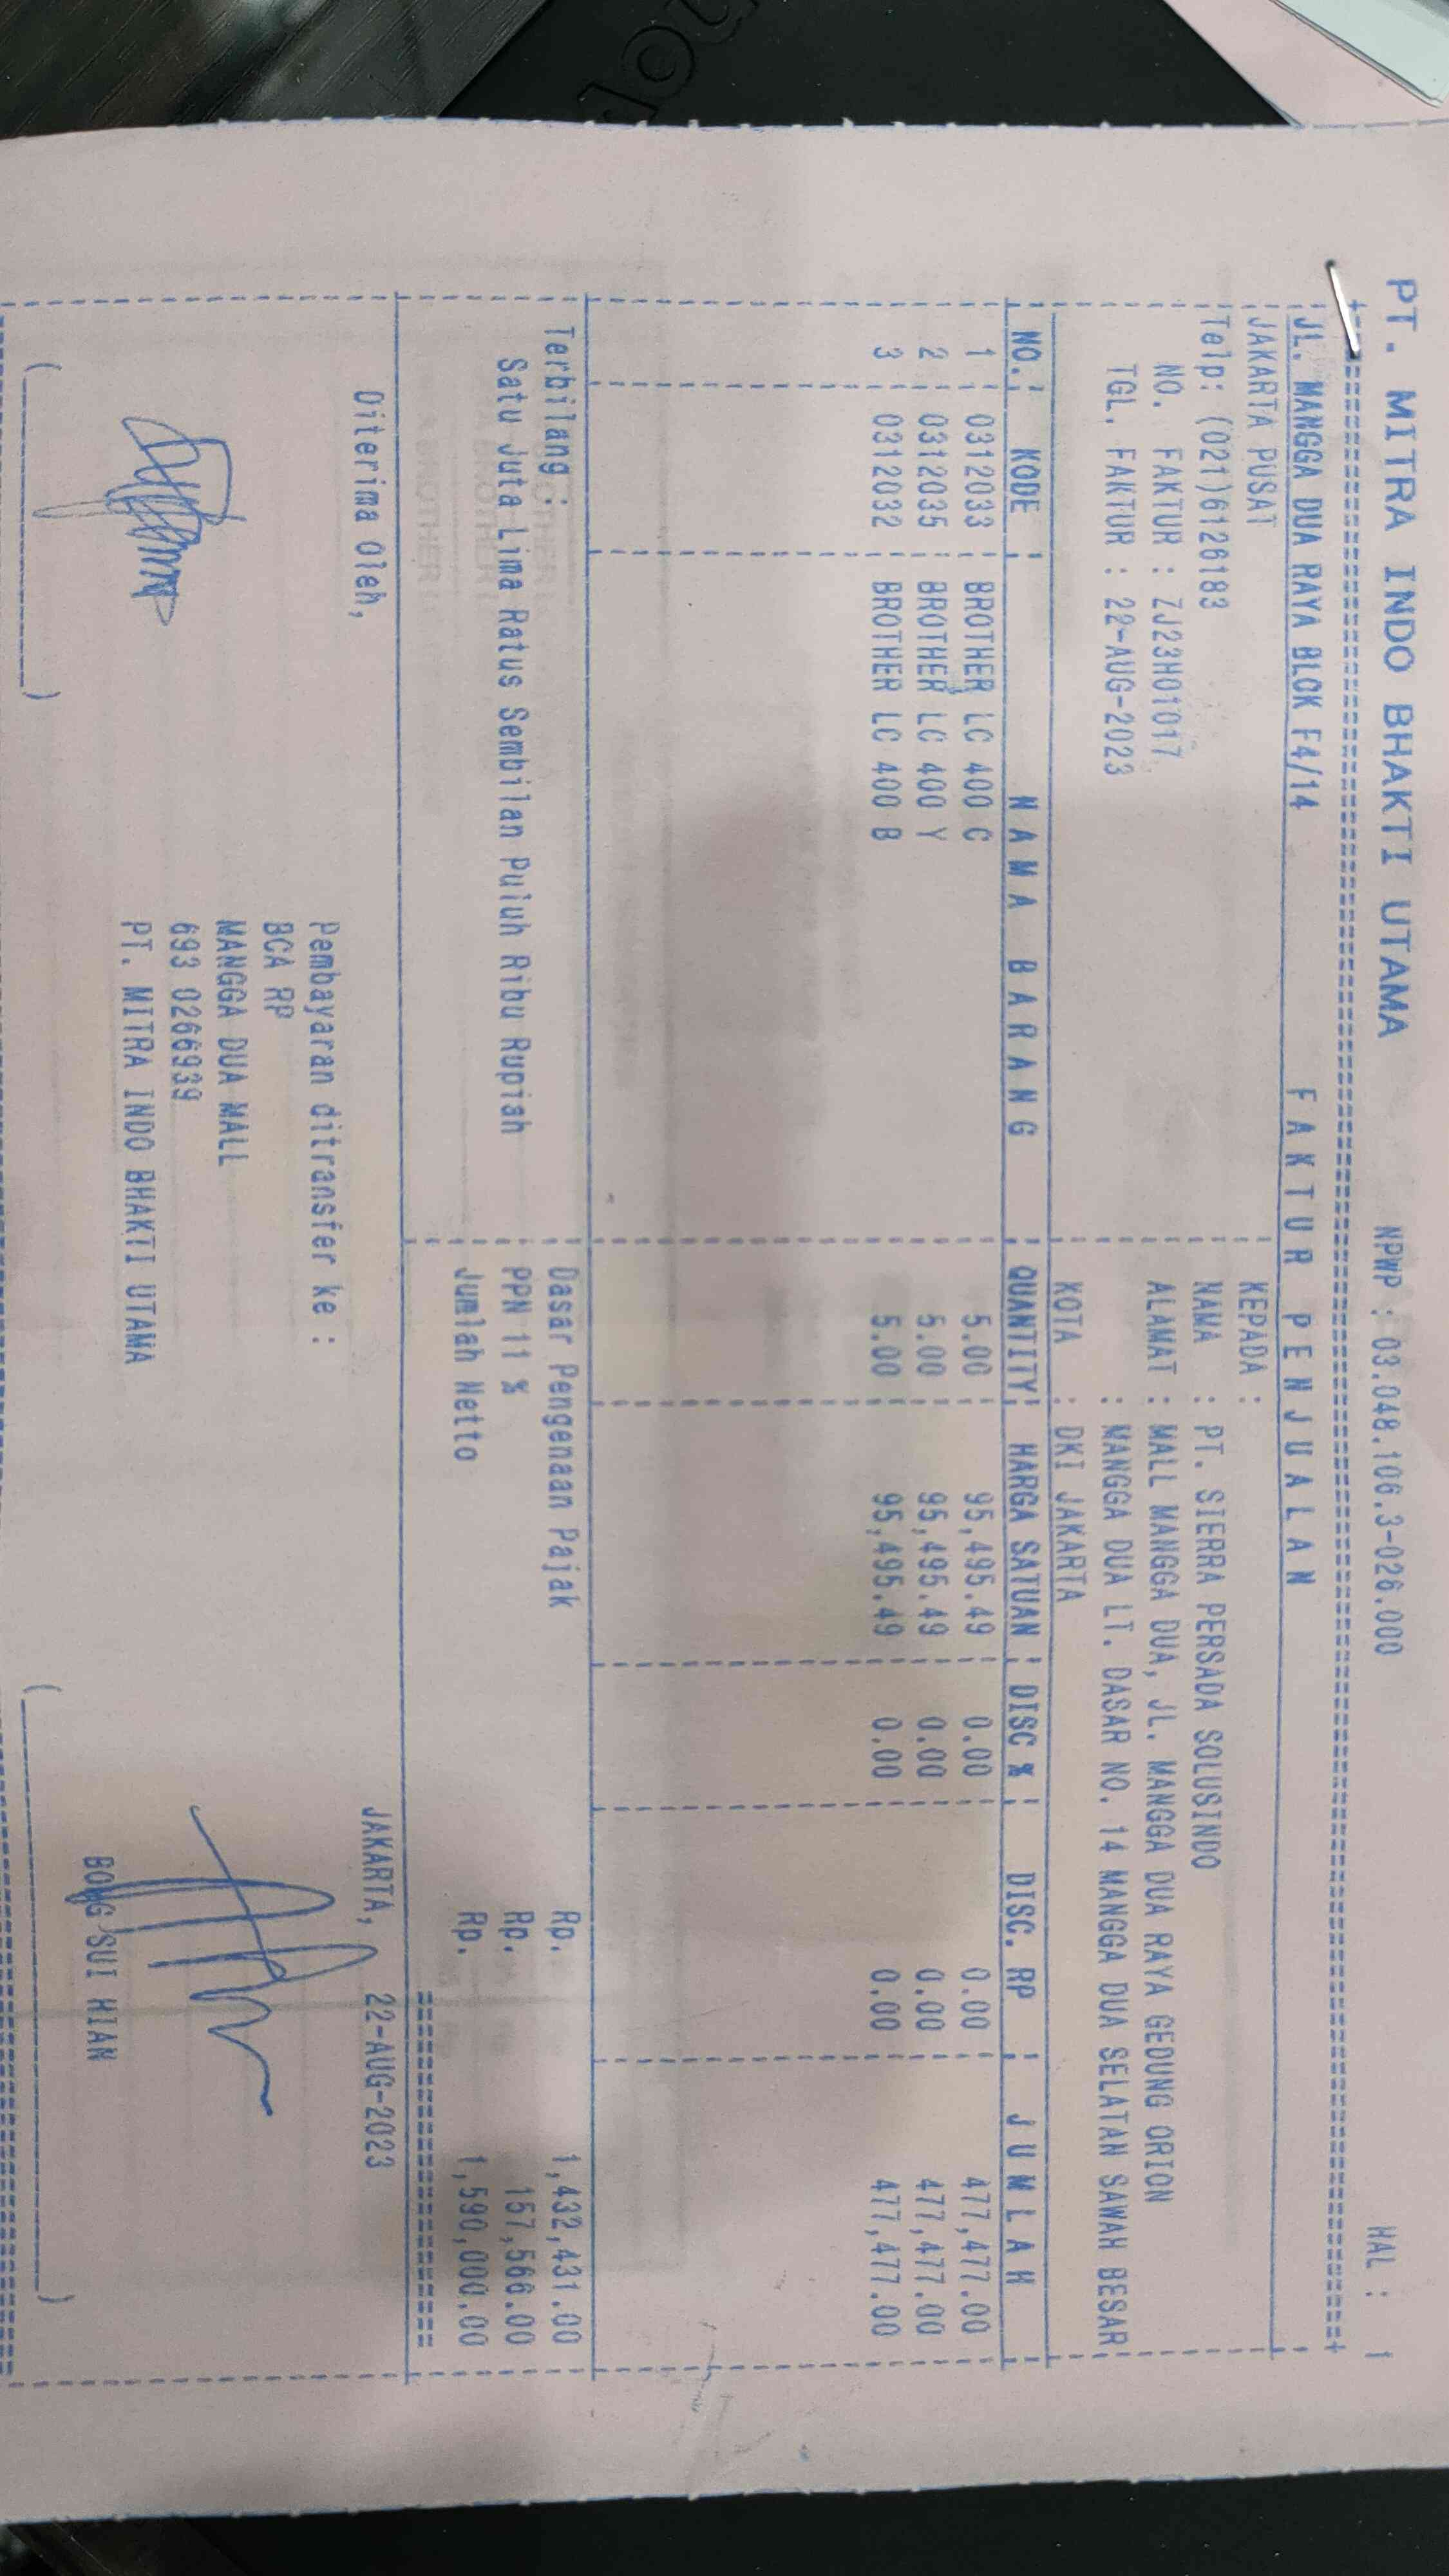 PT. MITRA INDO BHAKTI UTAMA NPWP : 03.048.106.3-026.000 HAL : 1
JL. MANGGA DUA RAYA BLOK F4/14 F A K T U R P E N J U A L A N
JAKARTA PUSAT KEPADA :
Telp: (021)6126183 NAMA : PT. SIERRA PERSADA SOLUSINDO
NO. FAKTUR : ZJ23H01017 ALAMAT : MALL MANGGA DUA, JL. MANGGA DUA RAYA GEDUNG ORION
TGL. FAKTUR : 22-AUG-2023 : MANGGA DUA LT. DASAR NO. 14 MANGGA DUA SELATAN SAWAH BESAR
KOTA : DKI JAKARTA
NO. KODE N A M A B A R A N G QUANTITY HARGA SATUAN DISC % DISC. RP J U M L A H
1 0312033 BROTHER LC 400 C 5.00 95,495.49 0.00 0.00 477,477.00
2 0312035 BROTHER LC 400 Y 5.00 95,495.49 0.00 0.00 477,477.00
3 0312032 BROTHER LC 400 B 5.00 95,495.49 0.00 0.00 477,477.00
Terbilang : Dasar Pengenaan Pajak Rp. 1,432,431.00
Satu Juta Lima Ratus Sembilan Puluh Ribu Rupiah PPN 11 % Rp. 157,566.00
Jumlah Netto Rp. 1,590,000.00
Diterima Oleh, JAKARTA, 22-AUG-2023
Pembayaran ditransfer ke :
BCA RP
MANGGA DUA MALL
693 0266939
PT. MITRA INDO BHAKTI UTAMA
BONG SUI HIAN